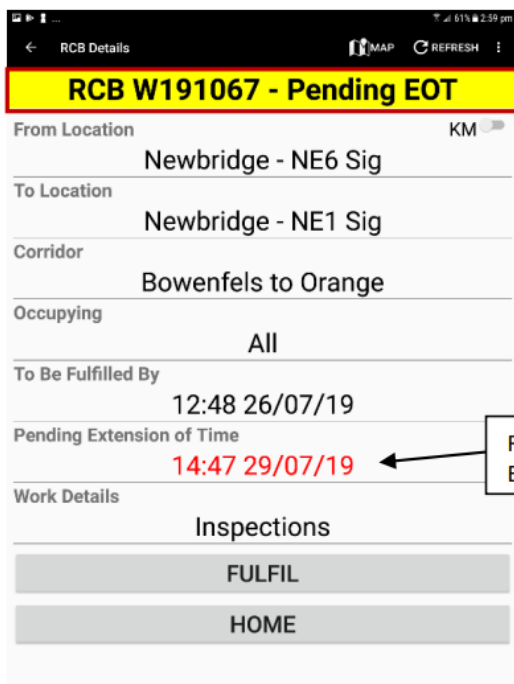 61% 2:59 pm
RCB Details MAP REFRESH
RCB W191067 - Pending EOT
From Location KM
Newbridge - NE6 Sig
To Location
Newbridge - NE1 Sig
Corridor
Bowenfels to Orange
Occupying
All
To Be Fulfilled By
12:48 26/07/19
Pending Extension of Time
14:47 29/07/19
Work Details
Inspections
FULFIL
HOME